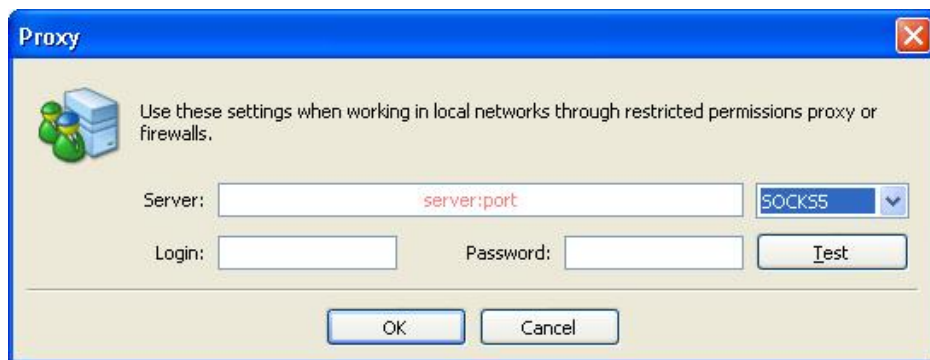 Proxy
Use these settings when working in local networks through restricted permissions proxy or
firewalls.
Server: server:port SOCKS5
Login: Password: Test
OK Cancel